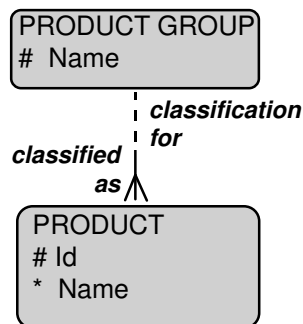 PRODUCT GROUP
# Name
classification
for
classified
as
PRODUCT
# Id
* Name